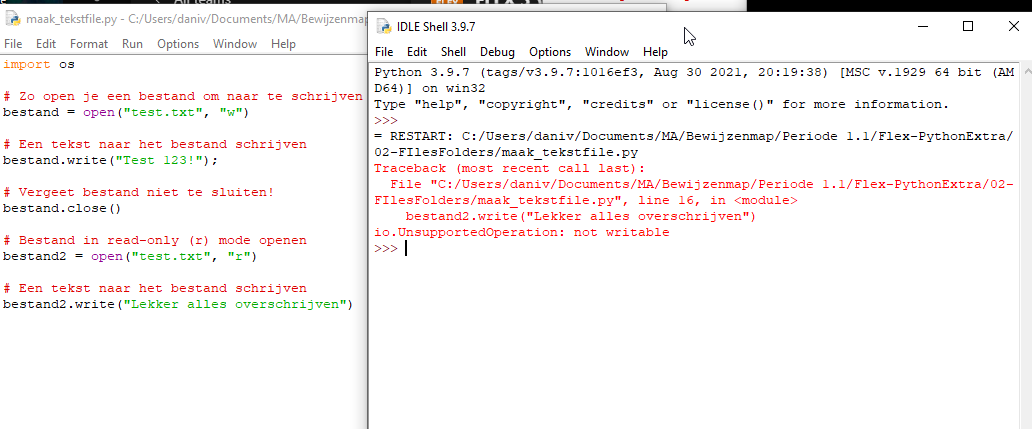 maak_tekstfile.py - C:/Users/daniv/Documents/MA/Bewijzenmap
File Edit Format Run Options Window Help
import os
# Zo open je een bestand om naar te schrijven
bestand = open("test.txt", "w")
# Een tekst naar het bestand schrijven
bestand.write("Test 123!");
# Vergeet bestand niet te sluiten!
bestand.close()
# Bestand in read-only (r) mode openen
bestand2 = open("test.txt", "r")
# Een tekst naar het bestand schrijven
bestand2.write("Lekker alles overschrijven")
IDLE Shell 3.9.7
File Edit Shell Debug Options Window Help
Python 3.9.7 (tags/v3.9.7:1016ef3, Aug 30 2021, 20:19:38) [MSC v.1929 64 bit (AM
D64)] on win32
Type "help", "copyright", "credits" or "license()" for more information.
>>>
= RESTART: C:/Users/daniv/Documents/MA/Bewijzenmap/Periode 1.1/Flex-PythonExtra/
02-FIlesFolders/maak_tekstfile.py
Traceback (most recent call last):
File "C:/Users/daniv/Documents/MA/Bewijzenmap/Periode 1.1/Flex-PythonExtra/02-
FIlesFolders/maak_tekstfile.py", line 16, in <module>
bestand2.write("Lekker alles overschrijven")
io.UnsupportedOperation: not writable
>>>